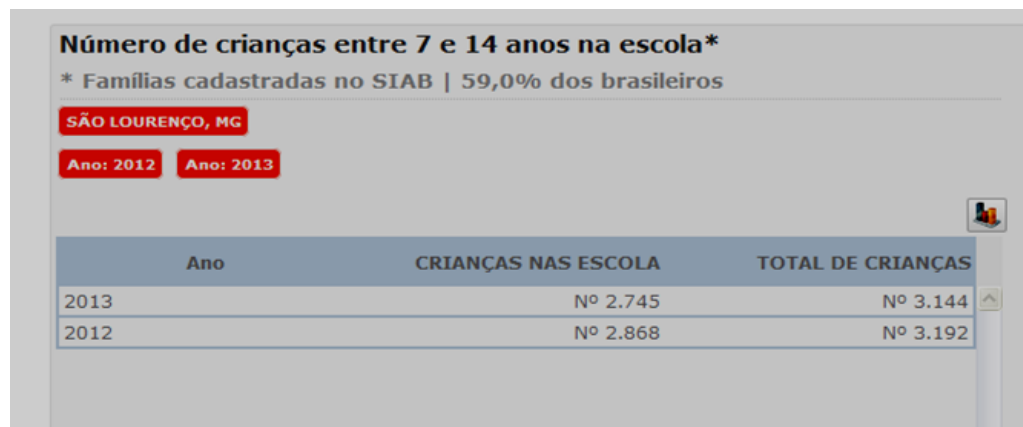 Número de crianças entre 7 e 14 anos na escola*
* Famílias cadastradas no SIAB | 59,0% dos brasileiros
SÃO LOURENÇO, MG
Ano: 2012 Ano: 2013
Ano CRIANÇAS NAS ESCOLA TOTAL DE CRIANÇAS
2013 Nº 2.745 Nº 3.144
2012 Nº 2.868 Nº 3.192